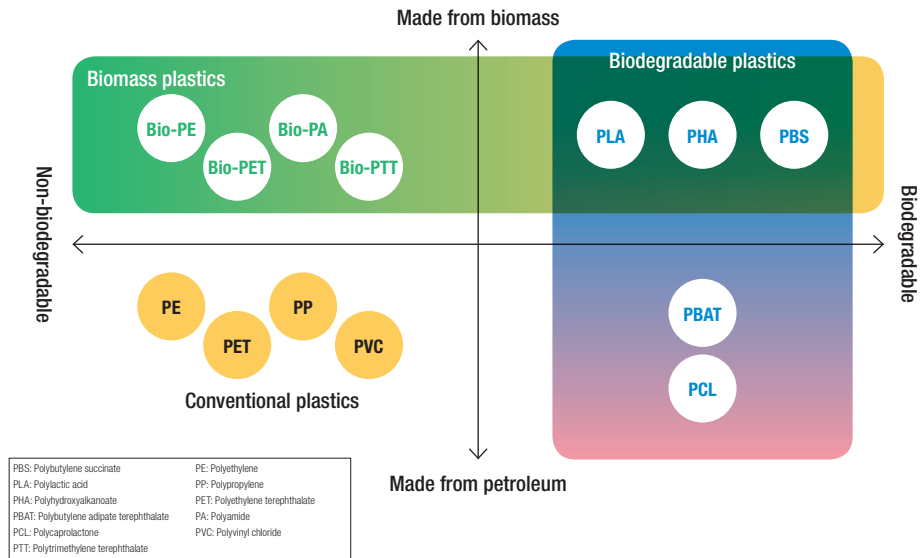 Made from biomass
Biomass plastics
Biodegradable plastics
Bio-PE
Bio-PA
Bio-PET
Bio-PTT
PLA
PHA
PBS
Non-biodegradable
Biodegradable
PE
PP
PET
PVC
PBAT
PCL
Conventional plastics
Made from petroleum
PBS: Polybutylene succinate
PLA: Polylactic acid
PHA: Polyhydroxyalkanoate
PBAT: Polybutylene adipate terephthalate
PCL: Polycaprolactone
PTT: Polytrimethylene terephthalate
PE: Polyethylene
PP: Polypropylene
PET: Polyethylene terephthalate
PA: Polyamide
PVC: Polyvinyl chloride